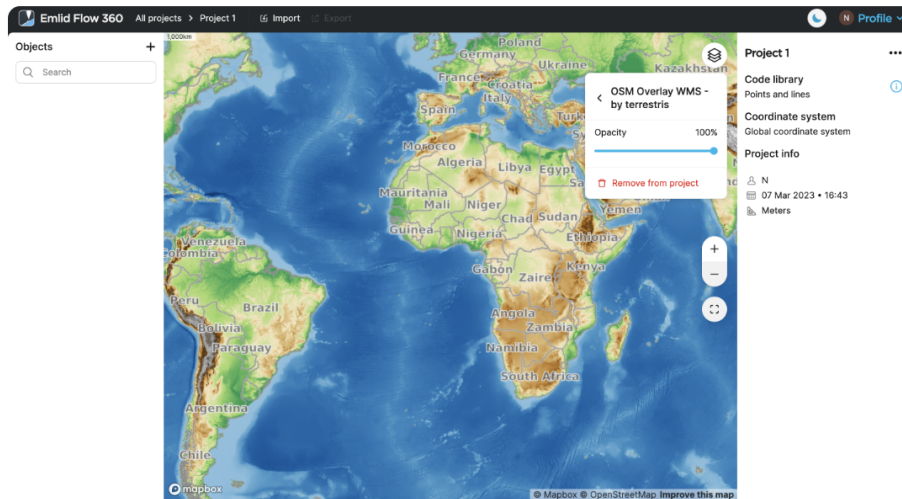 Emlid Flow 360 All projects > Project 1 Import Export N Profile
Objects +
Search
1,000km
Poland
Germany
Ukraine
Kazakhstan
France
Croatia
Italy
Spain
Morocco
Algeria
Libya
Egypt
Mauritania
Mali
Niger
Chad
Sudan
Yemen
Guinea
Nigeria
Ethiopia
Venezuela
Colombia
Gabon
Zaire
Kenya
Peru
Brazil
Angola
Bolivia
Zambia
Paraguay
Namibia
South Africa
Argentina
Chile
OSM Overlay WMS -
by terrestris
Opacity 100%
Remove from project
+
−
mapbox
© Mapbox © OpenStreetMap Improve this map
Project 1
Code library
Points and lines
Coordinate system
Global coordinate system
Project info
N
07 Mar 2023 • 16:43
Meters